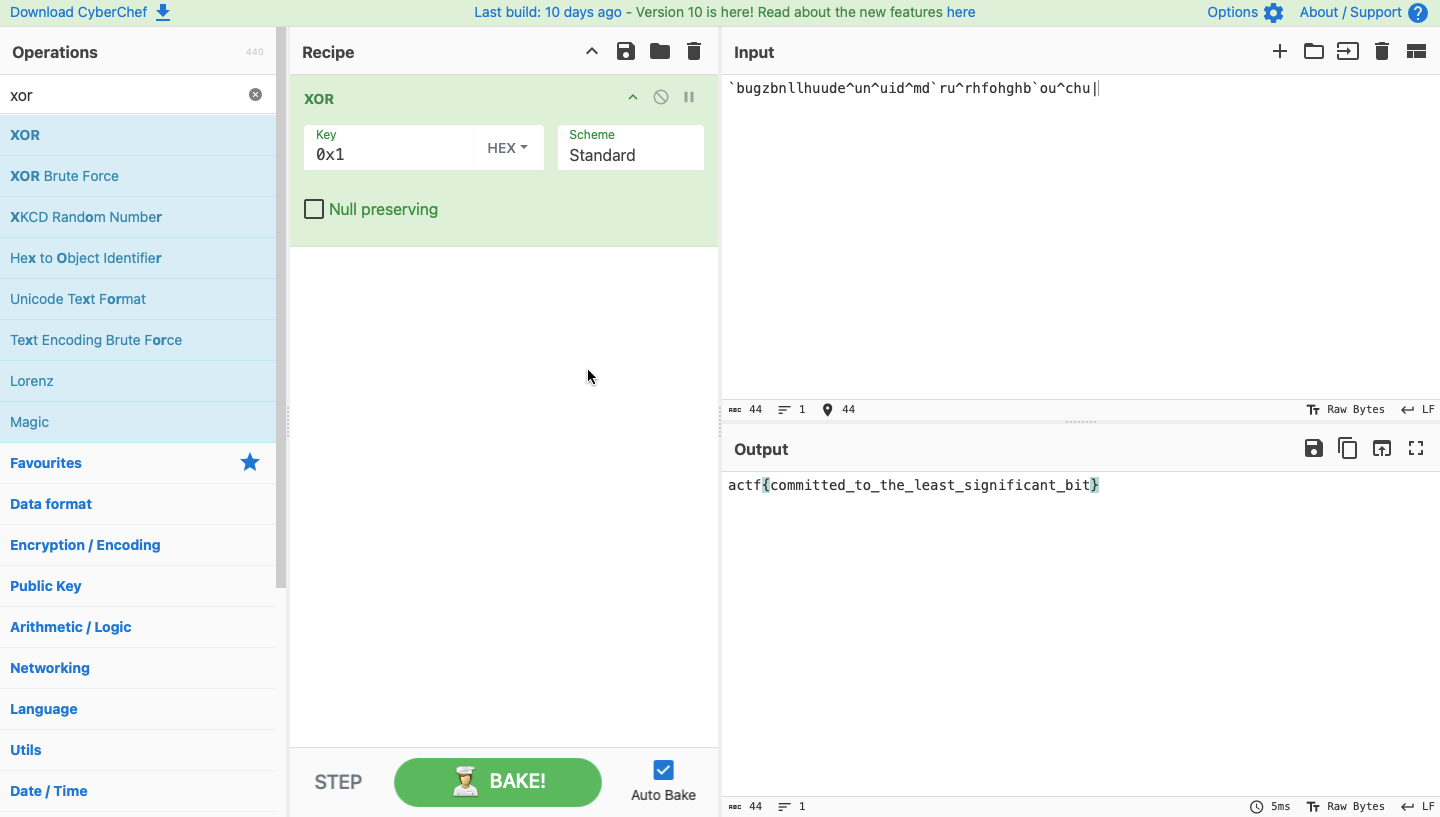 Download CyberChef
Last build: 10 days ago - Version 10 is here! Read about the new features here
Options
About / Support
Operations
440
xor
XOR
XOR Brute Force
XKCD Random Number
Hex to Object Identifier
Unicode Text Format
Text Encoding Brute Force
Lorenz
Magic
Favourites
Data format
Encryption / Encoding
Public Key
Arithmetic / Logic
Networking
Language
Utils
Date / Time
Recipe
XOR
Key
0x1
HEX
Scheme
Standard
Null preserving
STEP
BAKE!
Auto Bake
Input
`bugzbnllhuude^un^uid^md`ru^rhfohghb`ou^chu|
ABC 44 1 44 Raw Bytes LF
Output
actf{committed_to_the_least_significant_bit}
ABC 44 1 5ms Raw Bytes LF